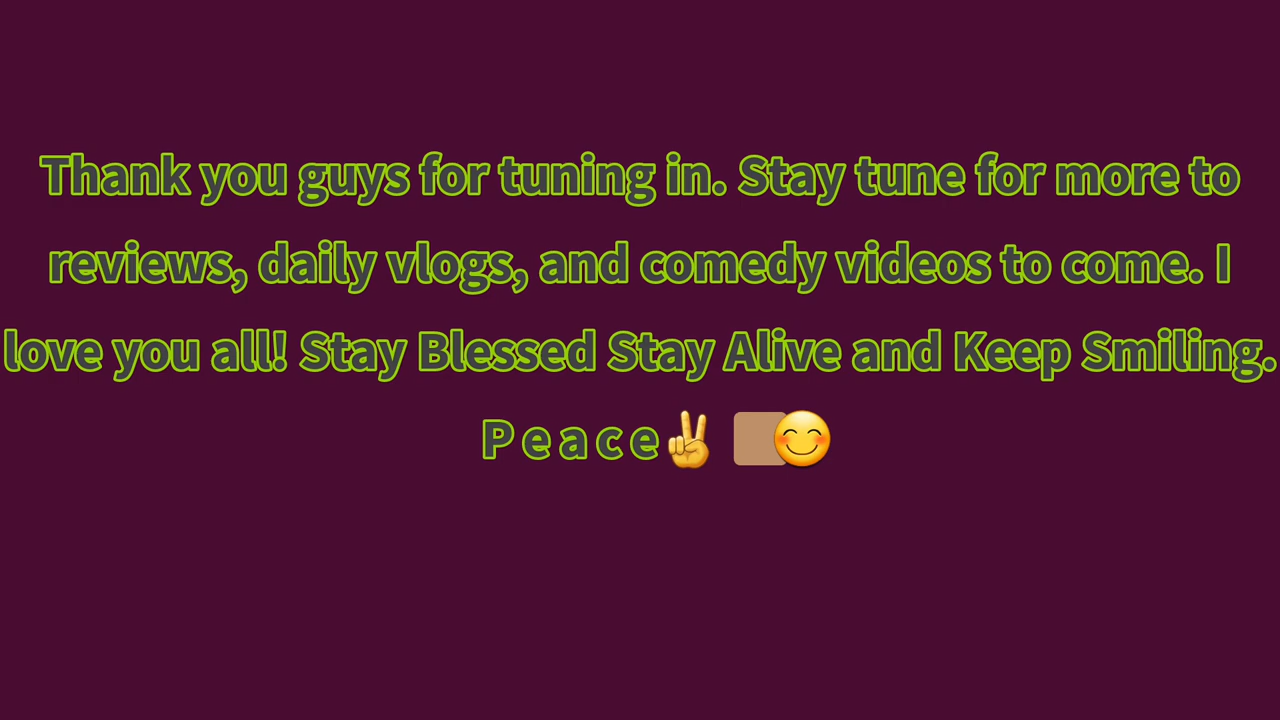 Thank you guys for tuning in. Stay tune for more to
reviews, daily vlogs, and comedy videos to come. I
love you all! Stay Blessed Stay Alive and Keep Smiling.
Peace✌🏽😊